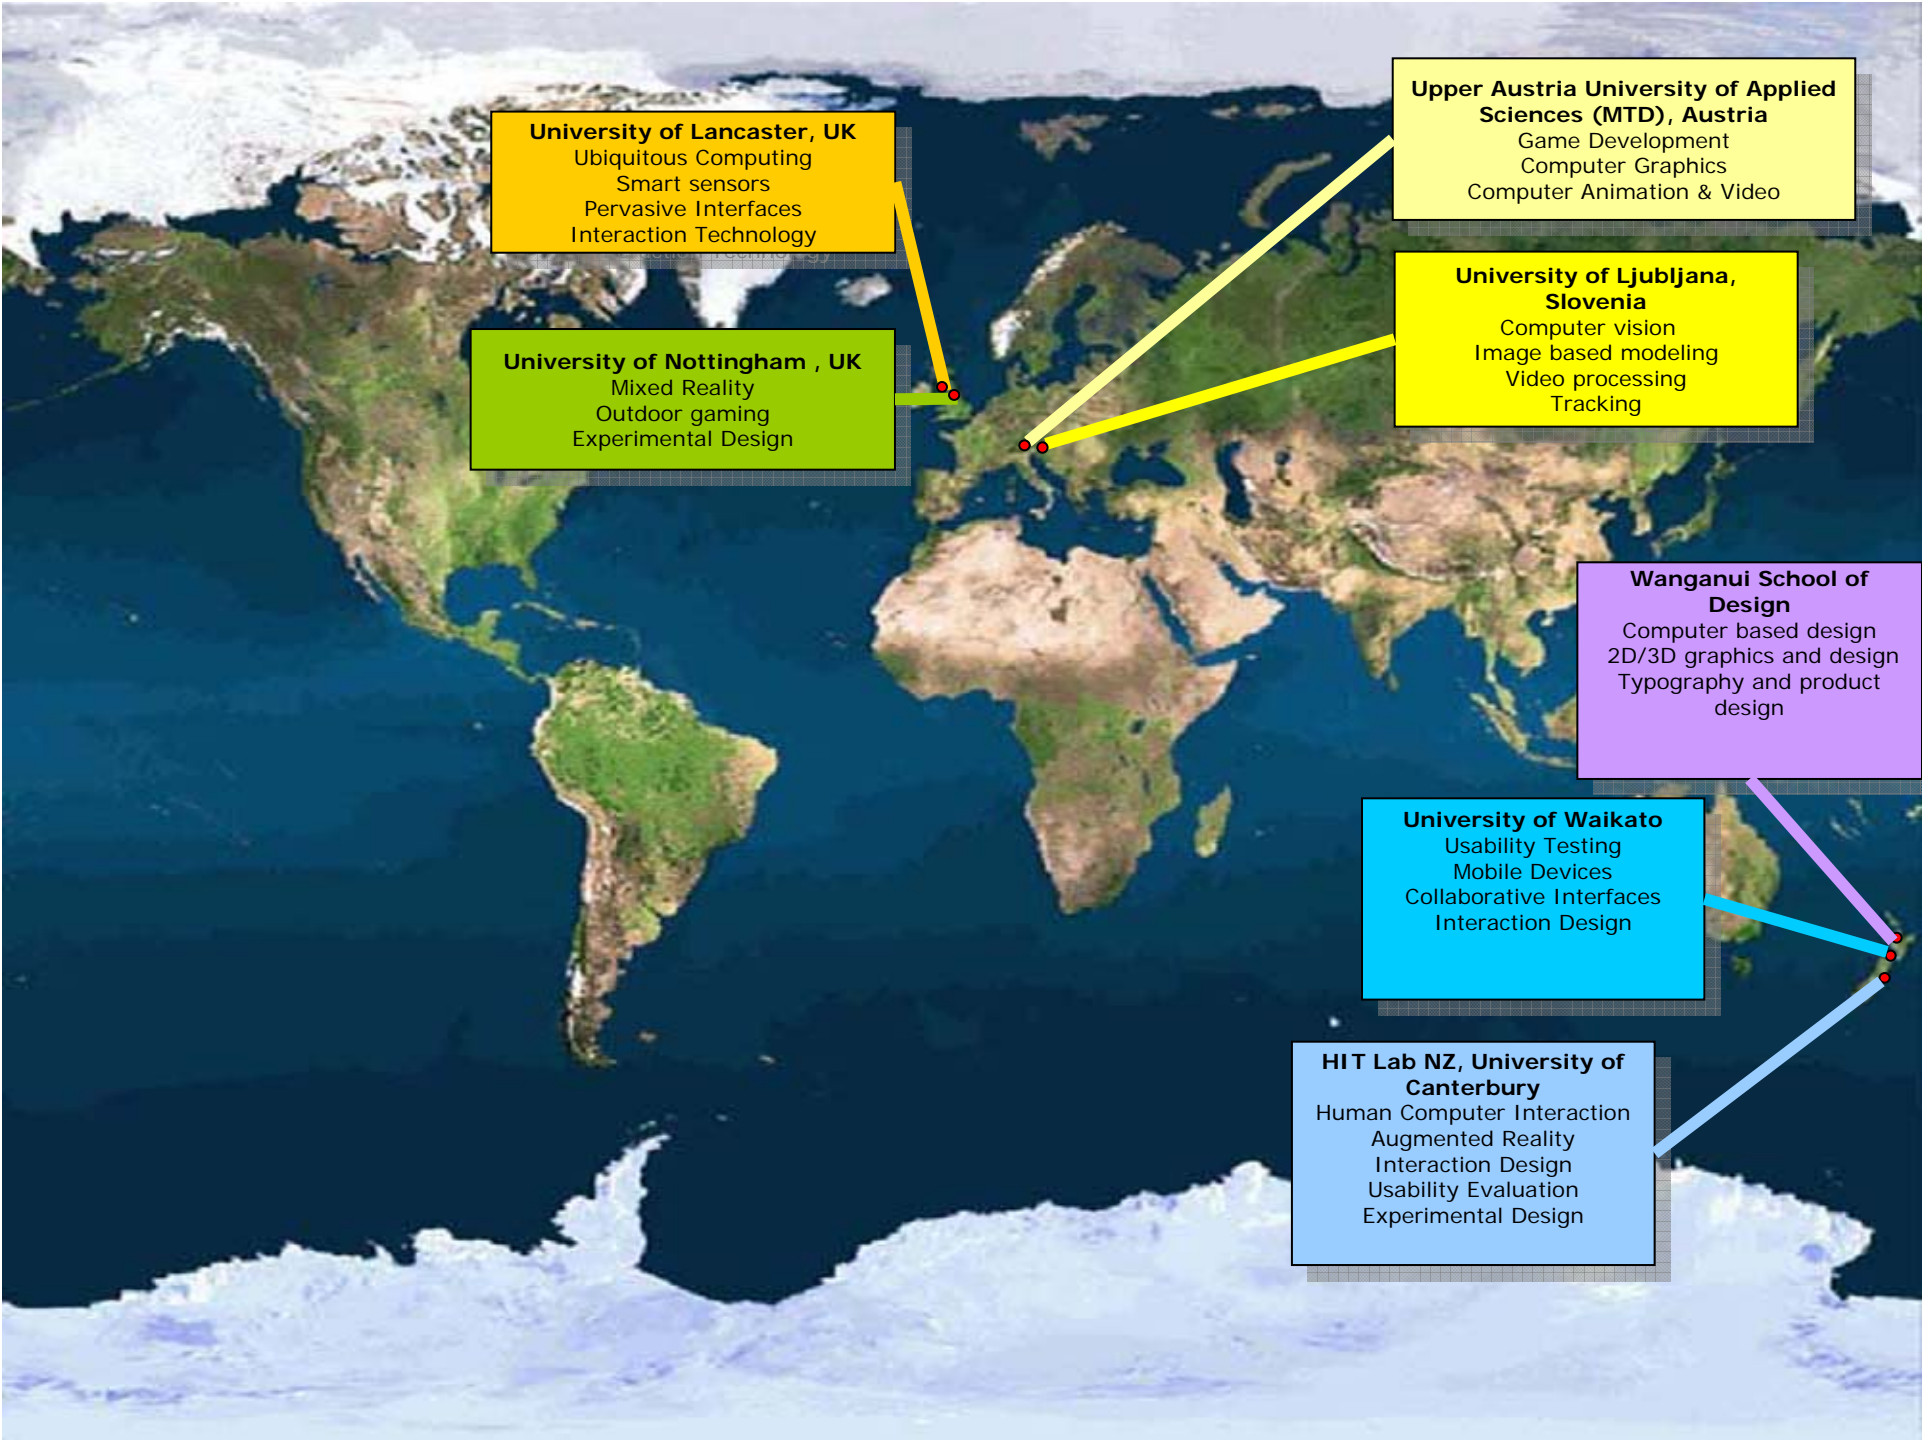 University of Lancaster, UK
Ubiquitous Computing
Smart sensors
Pervasive Interfaces
Interaction Technology
University of Nottingham , UK
Mixed Reality
Outdoor gaming
Experimental Design
Upper Austria University of Applied
Sciences (MTD), Austria
Game Development
Computer Graphics
Computer Animation & Video
University of Ljubljana,
Slovenia
Computer vision
Image based modeling
Video processing
Tracking
Wanganui School of
Design
Computer based design
2D/3D graphics and design
Typography and product
design
University of Waikato
Usability Testing
Mobile Devices
Collaborative Interfaces
Interaction Design
HIT Lab NZ, University of
Canterbury
Human Computer Interaction
Augmented Reality
Interaction Design
Usability Evaluation
Experimental Design